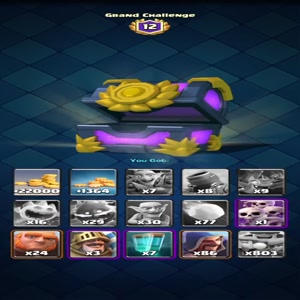 Grand Challenge
12
You Got:
+22000 +1364 x7 x8 x9
x16 x29 x30 x77 x1
x24 x3 x7 x86 x803